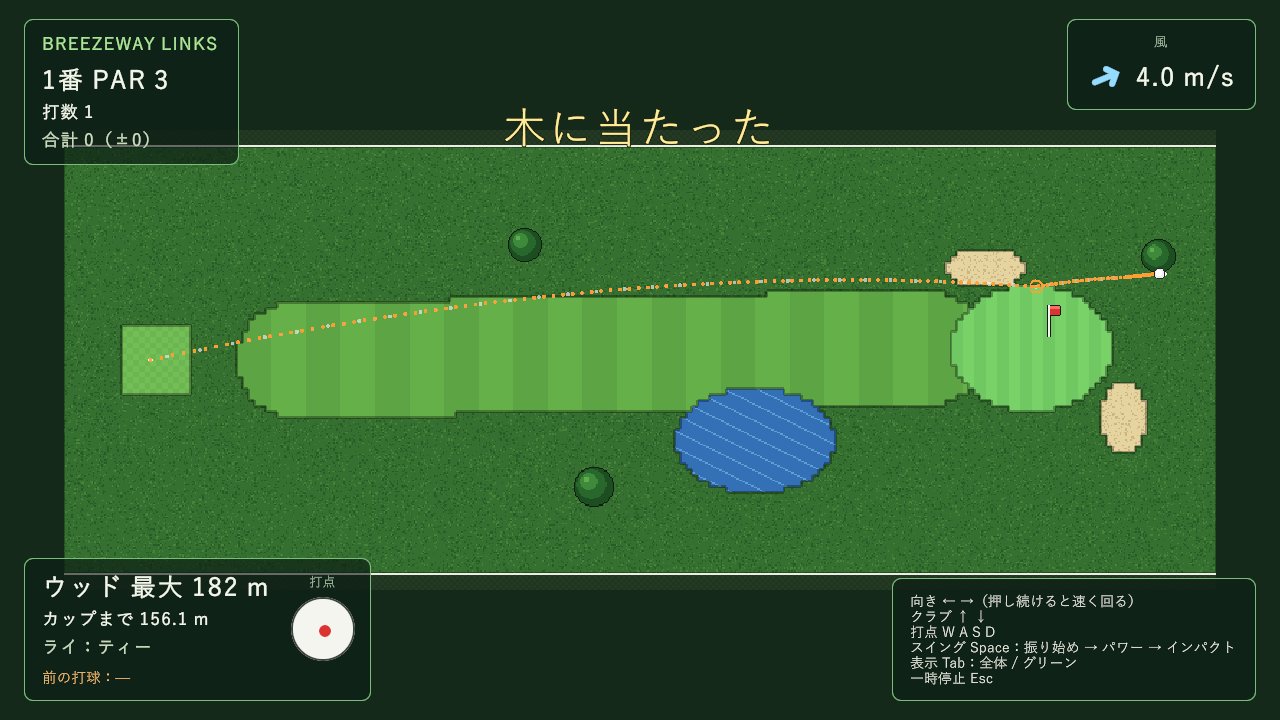 BREEZEWAY LINKS
1番 PAR 3
打数 1
合計 0（±0）
風
4.0 m/s
木に当たった
ウッド 最大 182 m
打点
カップまで 156.1 m
ライ：ティー
前の打球：—
向き ← →（押し続けると速く回る）
クラブ ↑ ↓
打点 W A S D
スイング Space：振り始め → パワー → インパクト
表示 Tab：全体 / グリーン
一時停止 Esc